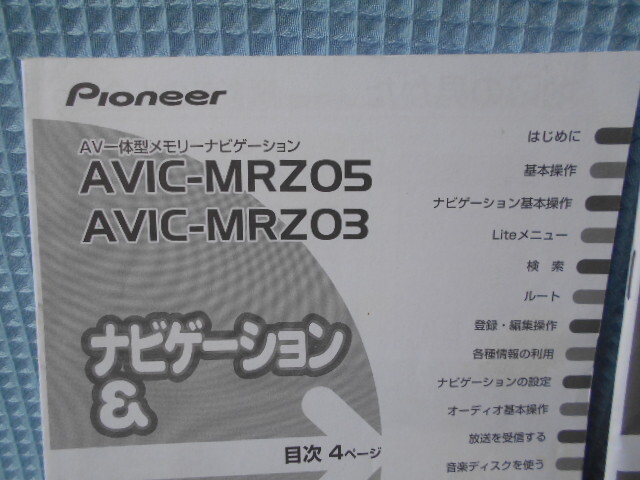 Pioneer
AV一体型メモリーナビゲーション
AVIC-MRZ05
AVIC-MRZ03
ナビゲーション
&
目次 4ページ
はじめに
基本操作
ナビゲーション基本操作
Liteメニュー
検 索
ルート
登録・編集操作
各種情報の利用
ナビゲーションの設定
オーディオ基本操作
放送を受信する
音楽ディスクを使う